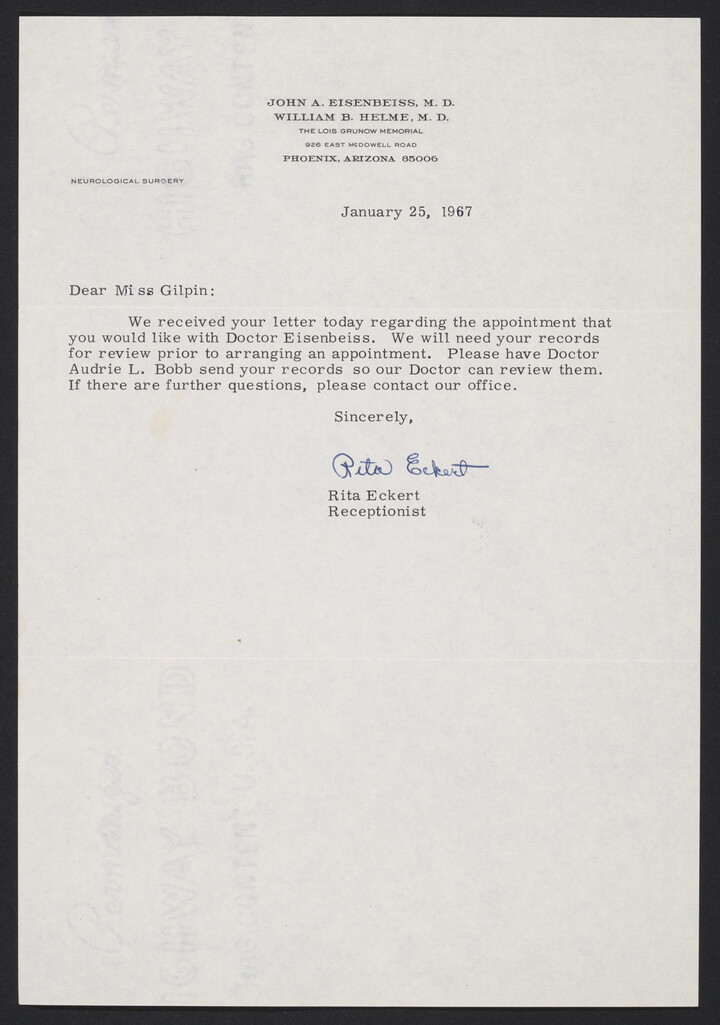 JOHN A. EISENBEISS, M. D.
WILLIAM B. HELME, M. D.
THE LOIS GRUNOW MEMORIAL
926 EAST McDOWELL ROAD
PHOENIX, ARIZONA 85006
NEUROLOGICAL SURGERY
January 25, 1967
Dear Miss Gilpin:
We received your letter today regarding the appointment that
you would like with Doctor Eisenbeiss. We will need your records
for review prior to arranging an appointment. Please have Doctor
Audrie L. Bobb send your records so our Doctor can review them.
If there are further questions, please contact our office.
Sincerely,
Rita Eckert
Rita Eckert
Receptionist